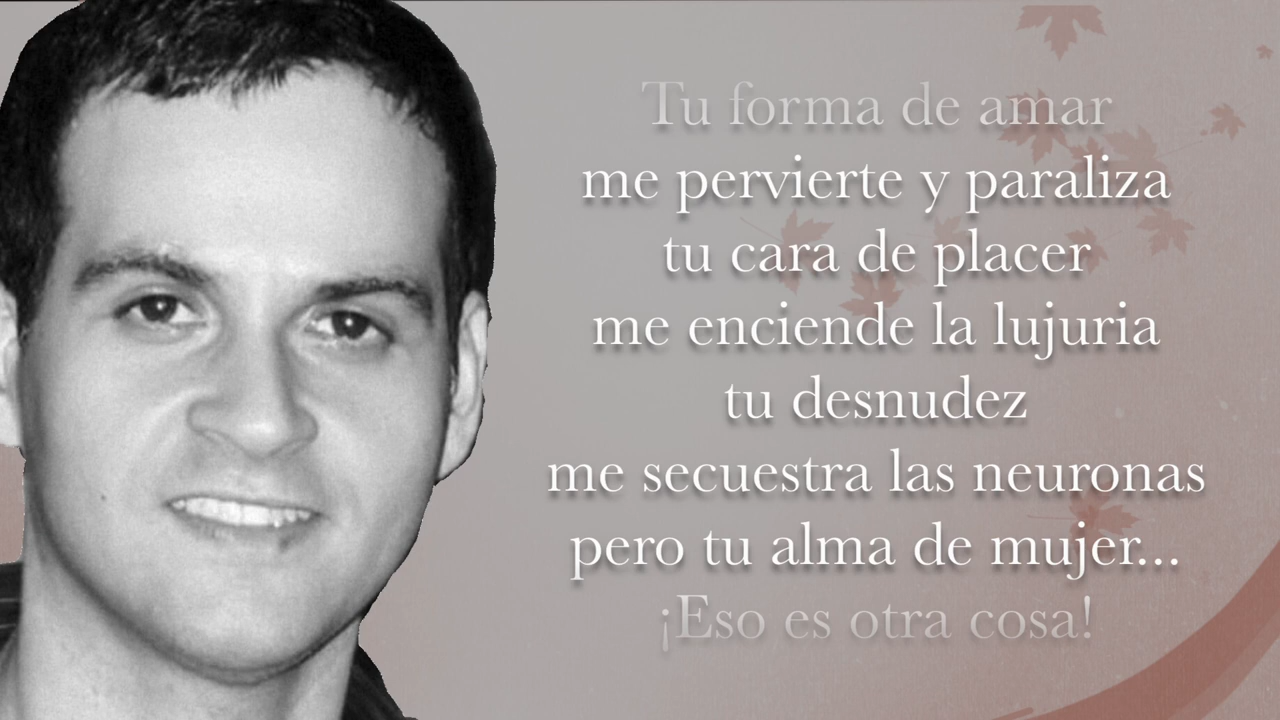 Tu forma de amar
me pervierte y paraliza
tu cara de placer
me enciende la lujuria
tu desnudez
me secuestra las neuronas
pero tu alma de mujer...
¡Eso es otra cosa!